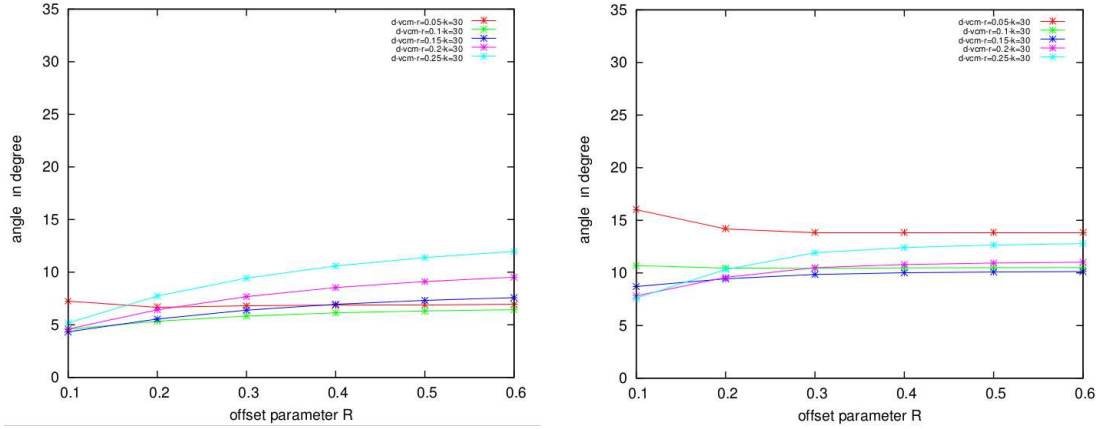 35
30
25
20
15
10
5
0
angle in degree
d-vcm-r=0.05-k=30
d-vcm-r=0.1-k=30
d-vcm-r=0.15-k=30
d-vcm-r=0.2-k=30
d-vcm-r=0.25-k=30
0.1 0.2 0.3 0.4 0.5 0.6
offset parameter R
35
30
25
20
15
10
5
0
angle in degree
d-vcm-r=0.05-k=30
d-vcm-r=0.1-k=30
d-vcm-r=0.15-k=30
d-vcm-r=0.2-k=30
d-vcm-r=0.25-k=30
0.1 0.2 0.3 0.4 0.5 0.6
offset parameter R